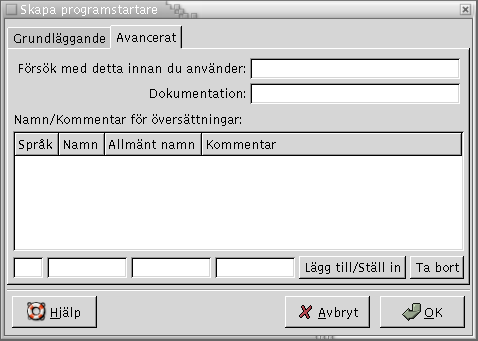 Skapa programstartare
Grundläggande Avancerat
Försök med detta innan du använder:
Dokumentation:
Namn/Kommentar för översättningar:
Språk Namn Allmänt namn Kommentar
Lägg till/Ställ in Ta bort
Hjälp Avbryt OK